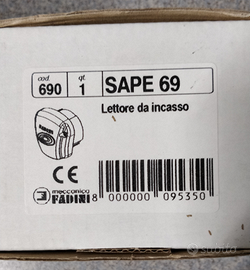 cod.
690
qt
1
SAPE 69
Lettore da incasso
CE
meccanica
FADINI
8 000000 095350